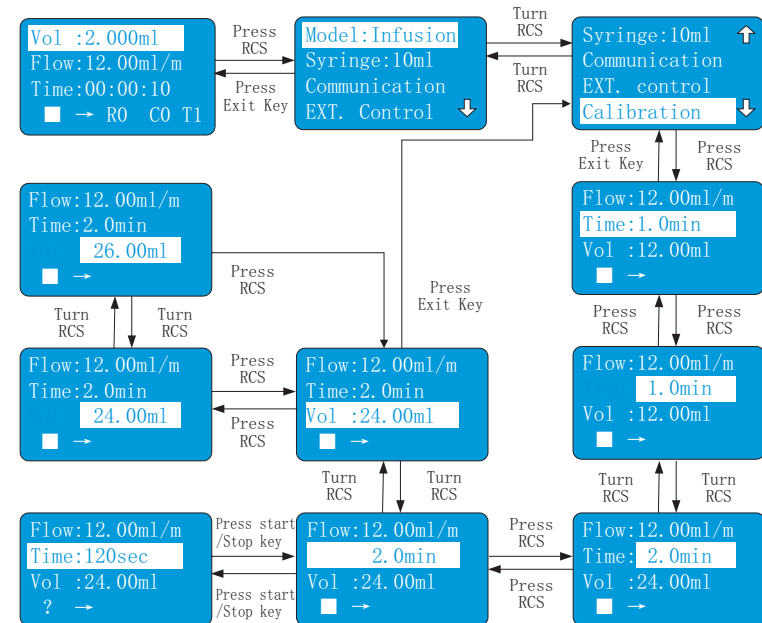 Vol :2.000ml
Flow:12.00ml/m
Time:00:00:10
→ R0 C0 T1
Press
RCS
Press
Exit Key
Model:Infusion
Syringe:10ml
Communication
EXT. Control
Turn
RCS
Turn
RCS
Syringe:10ml
Communication
EXT. control
Calibration
Press
Exit Key
Press
RCS
Flow:12.00ml/m
Time:2.0min
26.00ml
→
Press
RCS
Press
Exit Key
Flow:12.00ml/m
Time:1.0min
Vol :12.00ml
→
Turn
RCS
Turn
RCS
Press
RCS
Press
RCS
Flow:12.00ml/m
Time:2.0min
24.00ml
→
Press
RCS
Press
RCS
Flow:12.00ml/m
Time:2.0min
Vol :24.00ml
→
Flow:12.00ml/m
1.0min
Vol :12.00ml
→
Turn
RCS
Turn
RCS
Turn
RCS
Turn
RCS
Flow:12.00ml/m
Time:120sec
Vol :24.00ml
? →
Press start
/Stop key
Press start
/Stop key
Flow:12.00ml/m
2.0min
Vol :24.00ml
→
Press
RCS
Press
RCS
Flow:12.00ml/m
Time: 2.0min
Vol :24.00ml
→